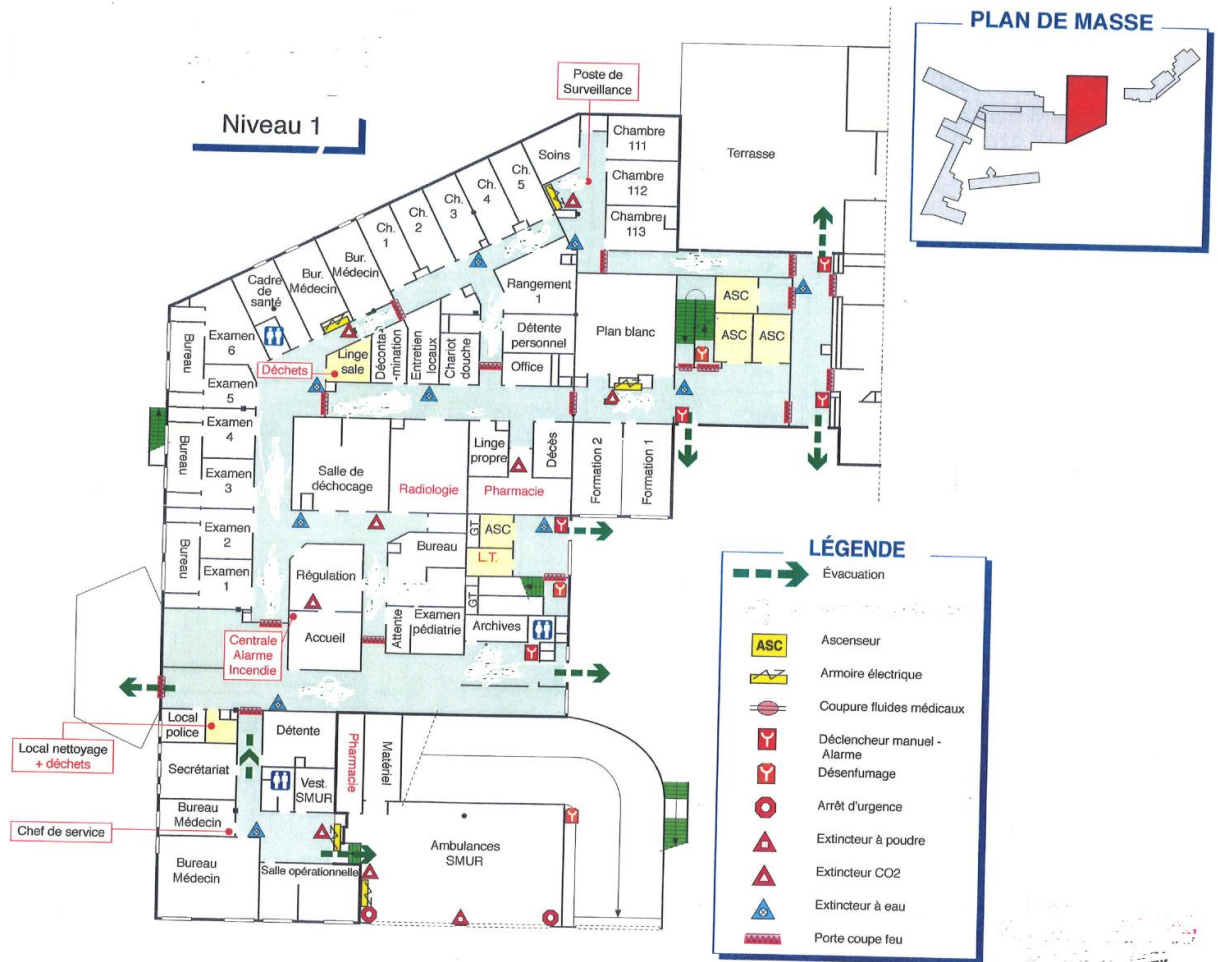 PLAN DE MASSE
Niveau 1
Poste de
Surveillance
Soins
Chambre
111
Chambre
112
Chambre
113
Terrasse
Ch.
5
Ch.
4
Ch.
3
Ch.
2
Ch.
1
Bur.
Médecin
Bur.
Médecin
Cadre
de
santé
Rangement
1
Détente
personnel
Office
Plan blanc
ASC
ASC
ASC
Bureau
Examen
6
Examen
5
Déchets
Linge
sale
Déconta-
-mination
Entretien
locaux
Chariot
douche
Bureau
Examen
4
Examen
3
Salle de
déchocage
Radiologie
Linge
propre
Pharmacie
Décès
Formation 2
Formation 1
Bureau
Examen
2
Examen
1
Régulation
Bureau
GT
ASC
L.T.
GT
Centrale
Alarme
Incendie
Accueil
Attente
Examen
pédiatrie
Archives
Local
police
Local nettoyage
+ déchets
Détente
Pharmacie
Matériel
Secrétariat
Vest.
SMUR
Bureau
Médecin
Chef de service
Bureau
Médecin
Salle opérationnelle
Ambulances
SMUR
LÉGENDE
Évacuation
ASC
Ascenseur
Armoire électrique
Coupure fluides médicaux
Déclencheur manuel -
Alarme
Désenfumage
Arrêt d'urgence
Extincteur à poudre
Extincteur CO2
Extincteur à eau
Porte coupe feu